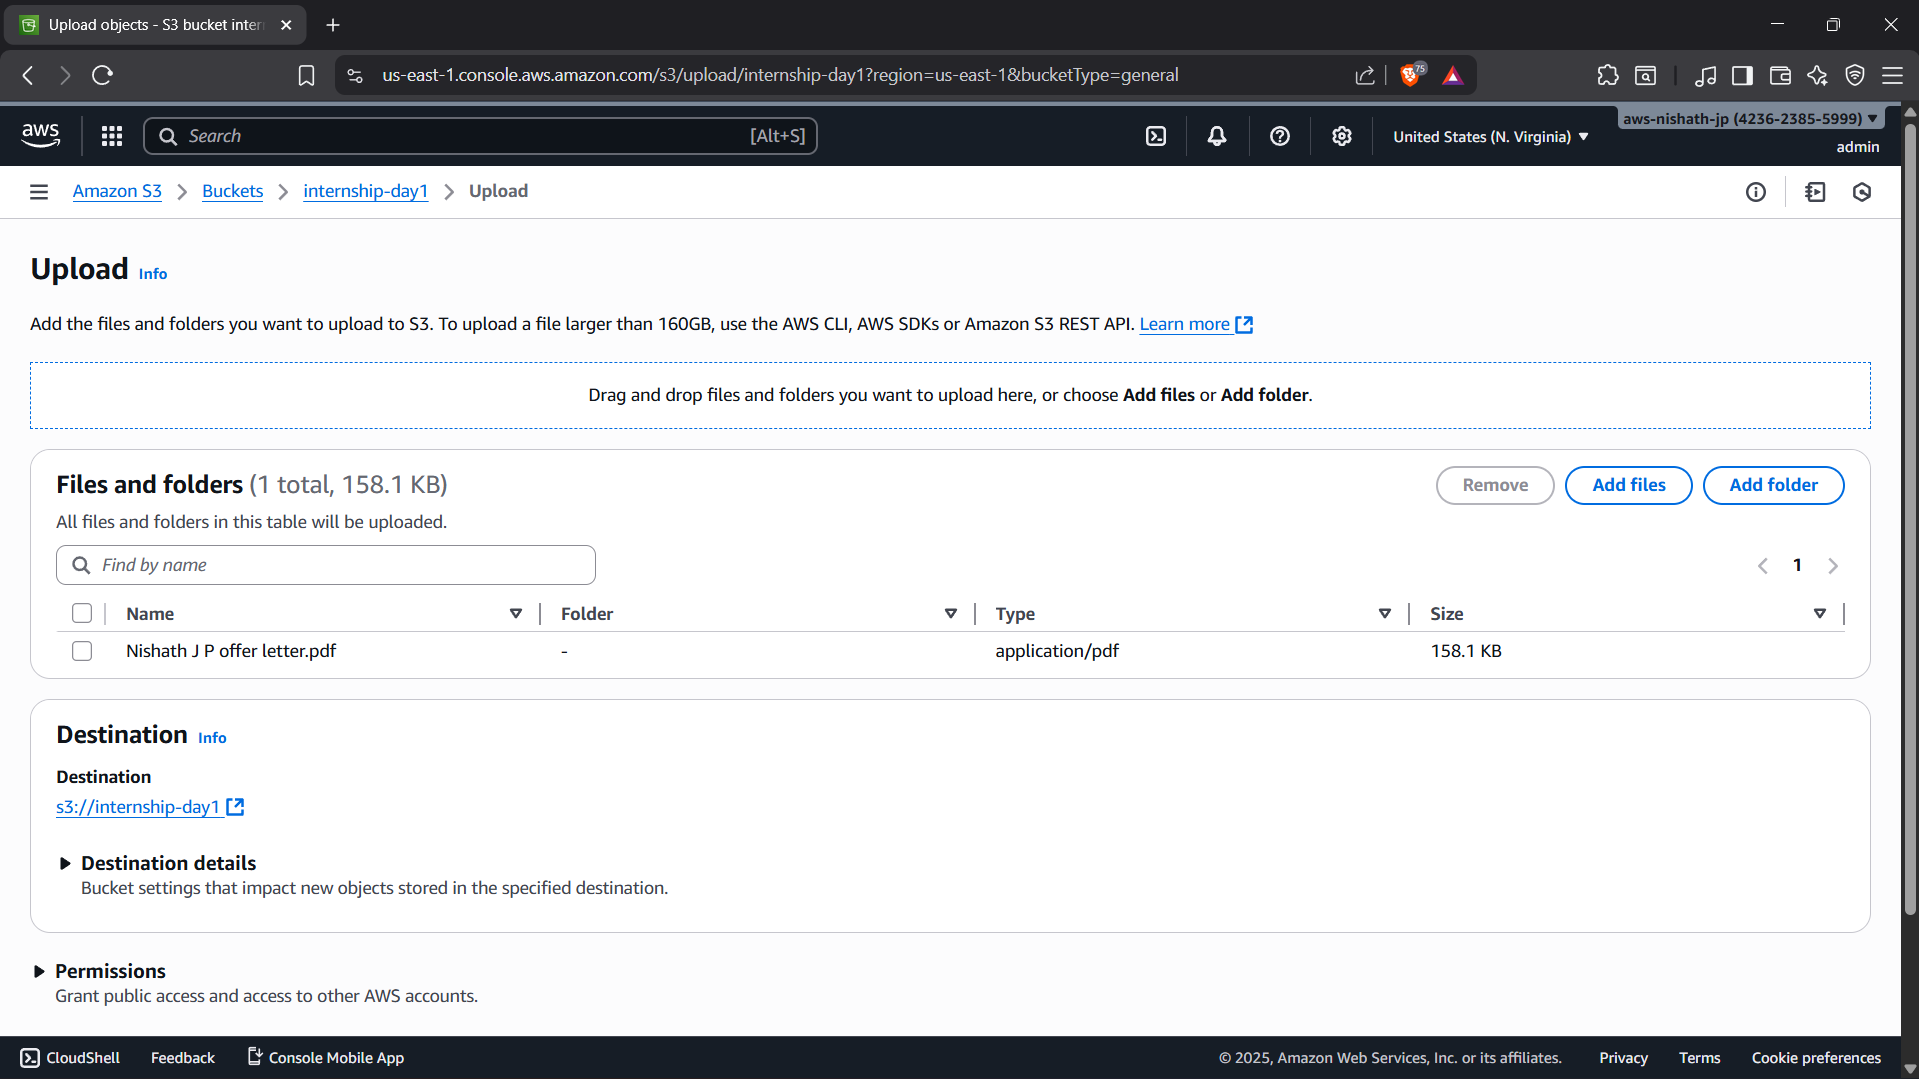 Upload objects - S3 bucket inter
us-east-1.console.aws.amazon.com/s3/upload/internship-day1?region=us-east-1&bucketType=general
75
aws
Search [Alt+S]
United States (N. Virginia)
aws-nishath-jp (4236-2385-5999)
admin
Amazon S3 > Buckets > internship-day1 > Upload
Upload Info
Add the files and folders you want to upload to S3. To upload a file larger than 160GB, use the AWS CLI, AWS SDKs or Amazon S3 REST API. Learn more
Drag and drop files and folders you want to upload here, or choose Add files or Add folder.
Files and folders (1 total, 158.1 KB)
Remove Add files Add folder
All files and folders in this table will be uploaded.
Find by name
1
Name Folder Type Size
Nishath J P offer letter.pdf - application/pdf 158.1 KB
Destination Info
Destination
s3://internship-day1
Destination details
Bucket settings that impact new objects stored in the specified destination.
Permissions
Grant public access and access to other AWS accounts.
CloudShell Feedback Console Mobile App © 2025, Amazon Web Services, Inc. or its affiliates. Privacy Terms Cookie preferences